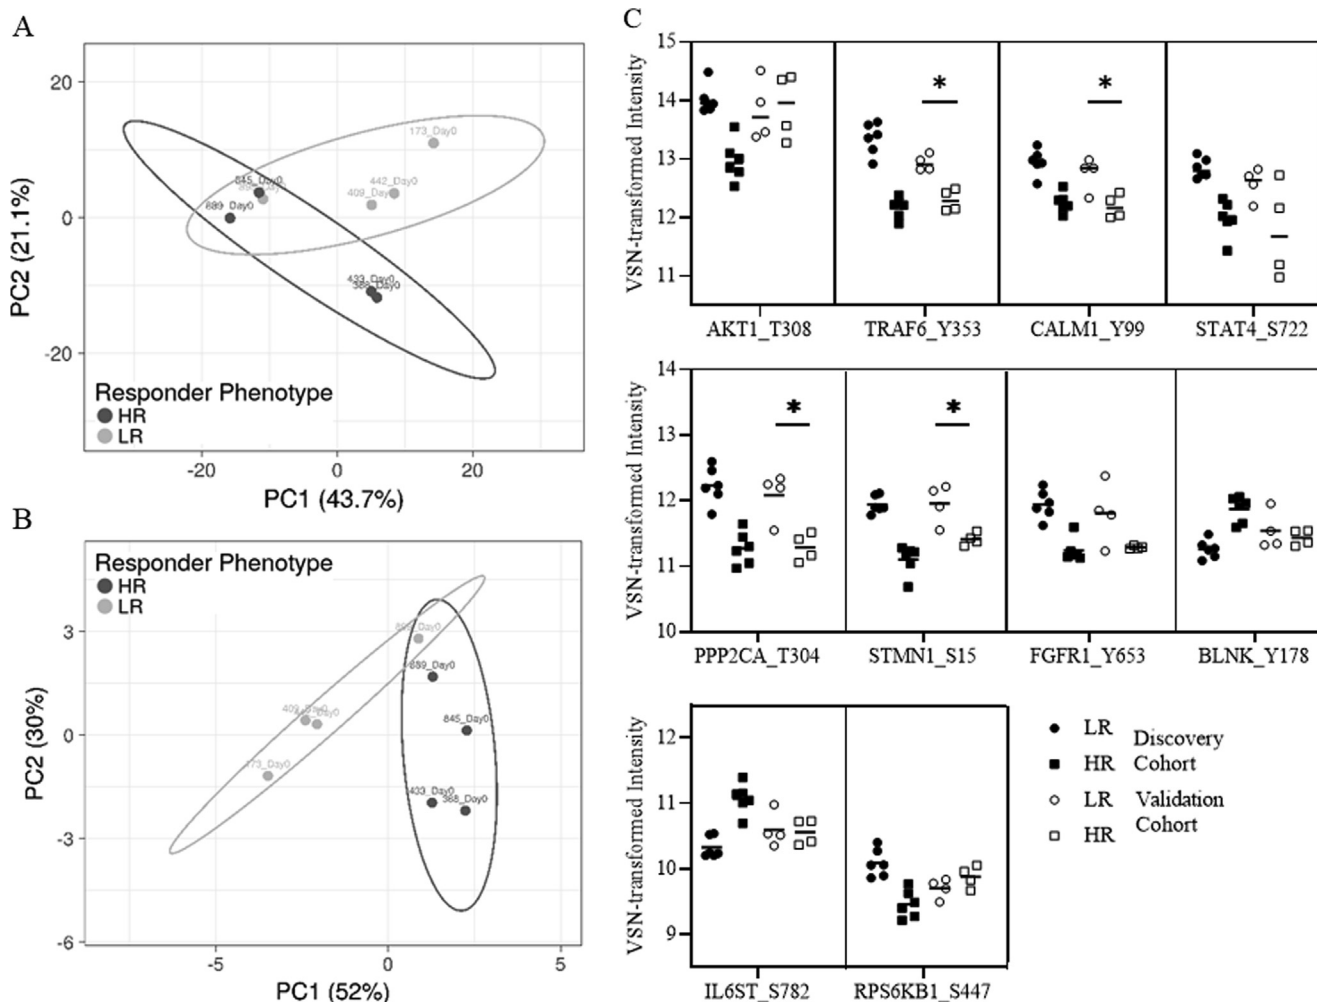 A
20
0
-20
PC2 (21.1%)
173_Day0
845_Day0
442_Day0
409_Day0
889_Day0
433_Day0
368_Day0
Responder Phenotype
HR
LR
-20
0
20
PC1 (43.7%)
B
Responder Phenotype
HR
LR
3
0
-3
-6
PC2 (30%)
889_Day0
409_Day0
845_Day0
173_Day0
433_Day0
368_Day0
-5
0
5
PC1 (52%)
C
15
14
13
12
11
VSN-transformed Intensity
*
*
AKT1_T308
TRAF6_Y353
CALM1_Y99
STAT4_S722
14
13
12
11
10
VSN-transformed Intensity
*
*
PPP2CA_T304
STMN1_S15
FGFR1_Y653
BLNK_Y178
12
11
10
9
VSN-transformed Intensity
IL6ST_S782
RPS6KB1_S447
LR
HR
Discovery
Cohort
LR
HR
Validation
Cohort